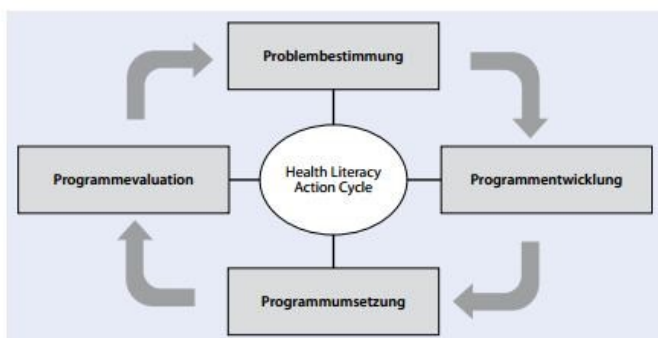 Problembestimmung
Programmevaluation
Health Literacy
Action Cycle
Programmentwicklung
Programmumsetzung